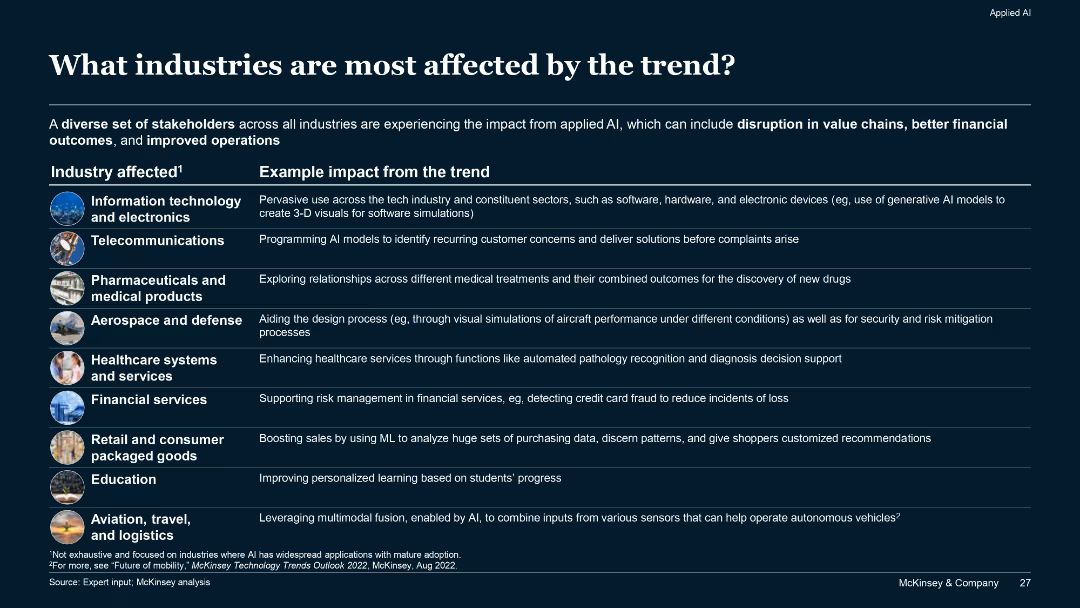 Applied AI
What industries are most affected by the trend?
A diverse set of stakeholders across all industries are experiencing the impact from applied AI, which can include disruption in value chains, better financial
outcomes, and improved operations
Industry affected¹
Example impact from the trend
Information technology
and electronics
Pervasive use across the tech industry and constituent sectors, such as software, hardware, and electronic devices (eg, use of generative AI models to
create 3-D visuals for software simulations)
Telecommunications
Programming AI models to identify recurring customer concerns and deliver solutions before complaints arise
Pharmaceuticals and
medical products
Exploring relationships across different medical treatments and their combined outcomes for the discovery of new drugs
Aerospace and defense
Aiding the design process (eg, through visual simulations of aircraft performance under different conditions) as well as for security and risk mitigation
processes
Healthcare systems
and services
Enhancing healthcare services through functions like automated pathology recognition and diagnosis decision support
Financial services
Supporting risk management in financial services, eg, detecting credit card fraud to reduce incidents of loss
Retail and consumer
packaged goods
Boosting sales by using ML to analyze huge sets of purchasing data, discern patterns, and give shoppers customized recommendations
Education
Improving personalized learning based on students’ progress
Aviation, travel,
and logistics
Leveraging multimodal fusion, enabled by AI, to combine inputs from various sensors that can help operate autonomous vehicles²
¹Not exhaustive and focused on industries where AI has widespread applications with mature adoption.
²For more, see “Future of mobility,” McKinsey Technology Trends Outlook 2022, McKinsey, Aug 2022.
Source: Expert input; McKinsey analysis
McKinsey & Company 27